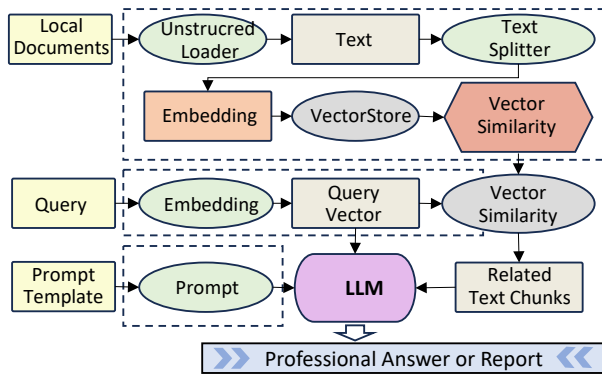 Local
Documents
Unstrucred
Loader
Text
Text
Splitter
Embedding
VectorStore
Vector
Similarity
Query
Embedding
Query
Vector
Vector
Similarity
Prompt
Template
Prompt
LLM
Related
Text Chunks
Professional Answer or Report